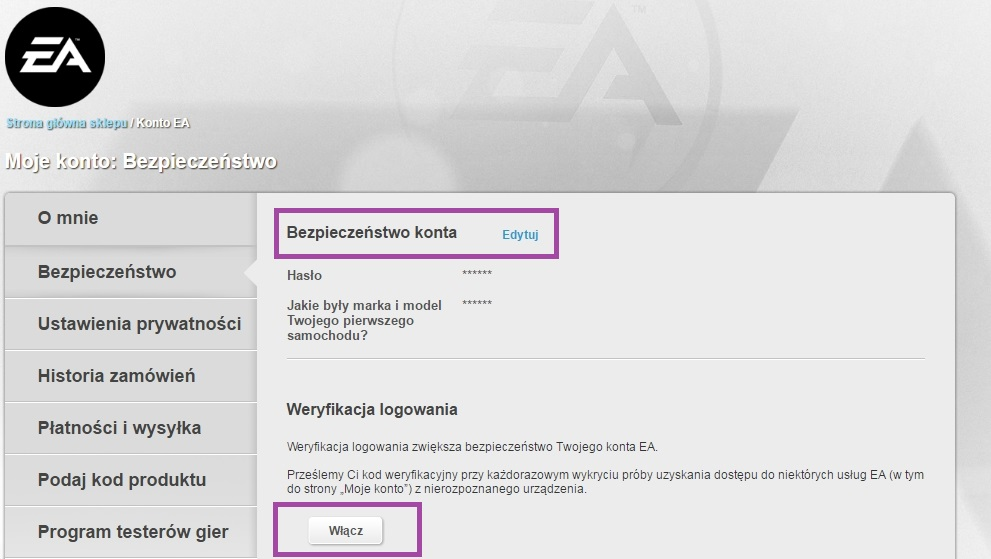 EA
Strona główna sklepu / Konto EA
Moje konto: Bezpieczeństwo
O mnie
Bezpieczeństwo
Ustawienia prywatności
Historia zamówień
Płatności i wysyłka
Podaj kod produktu
Program testerów gier
Bezpieczeństwo konta Edytuj
Hasło ******
Jakie były marka i model ******
Twojego pierwszego
samochodu?
Weryfikacja logowania
Weryfikacja logowania zwiększa bezpieczeństwo Twojego konta EA.
Prześlemy Ci kod weryfikacyjny przy każdorazowym wykryciu próby uzyskania dostępu do niektórych usług EA (w tym
do strony „Moje konto”) z nierozpoznanego urządzenia.
Włącz